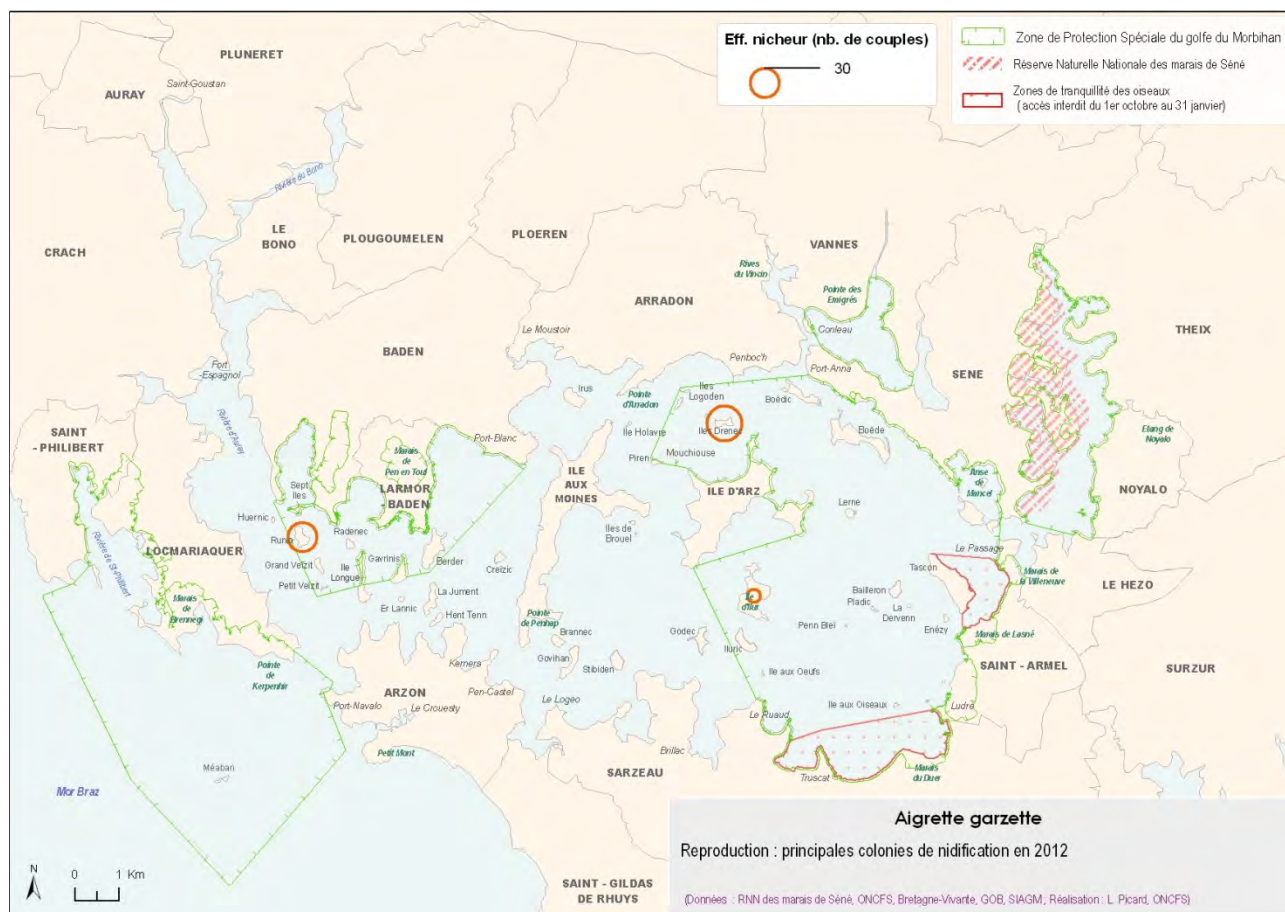 PLUNERET
Saint-Goustan
AURAY
Eff. nicheur (nb. de couples)
30
Zone de Protection Spéciale du golfe du Morbihan
Réserve Naturelle Nationale des marais de Séné
Zones de tranquillité des oiseaux
(accès interdit du 1er octobre au 31 janvier)
Rivière du Bono
LE
BONO
PLOUGOUMELEN
PLOEREN
VANNES
CRACH
Rives
du Vincin
Pointe des
Emigrés
ARRADON
Conleau
THEIX
Le Moustoir
BADEN
Penboc'h
Port-Anna
SENE
Fort
-Espagnol
Irus
Pointe
d'Arradon
Iles
Logoden
Boëdic
Rivière d'Auray
SAINT
-PHILIBERT
Port-Blanc
Ile Holavre
Iles Drenec
Boëde
Etang de
Noyalo
Marais
de
Pen en Toul
Piren
Mouchiouse
ILE
AUX
MOINES
ILE D'ARZ
Anse
de
Mancel
NOYALO
Sept
Iles
LARMOR
- BADEN
Huernic
Lerne
Iles de
Brouel
Runio
Radenec
LOCMARIAQUER
Gavrinis
Berder
Le Passage
Grand Veïzit
Ile
Longue
Creïzic
Tascon
Marais de
la Villeneuve
LE HEZO
Rivière de St-Philibert
Petit Veïzit
La Jument
Bailleron
Marais
de
Brennegi
Er Lannic
Hent Tenn
Pointe
de Penhap
Pladic
La
Dervenn
Penn Bleï
Enézy
Marais de Lasné
Brannec
Godec
Iluric
Govihan
Stibiden
SAINT - ARMEL
SURZUR
Pointe
de
Kerpenhir
Kernera
Ile aux Oeufs
ARZON
Pen-Castel
Port-Navalo
Le Crouesty
Le Logeo
Le Ruaud
Ile aux Oiseaux
Ludré
Petit Mont
Brillac
Méaban
SARZEAU
Truscat
Marais
du Duer
Mor Braz
Aigrette garzette
Reproduction : principales colonies de nidification en 2012
N
0 1 Km
SAINT - GILDAS
DE RHUYS
(Données : RNN des marais de Séné, ONCFS, Bretagne-Vivante, GOB, SIAGM; Réalisation : L. Picard, ONCFS)